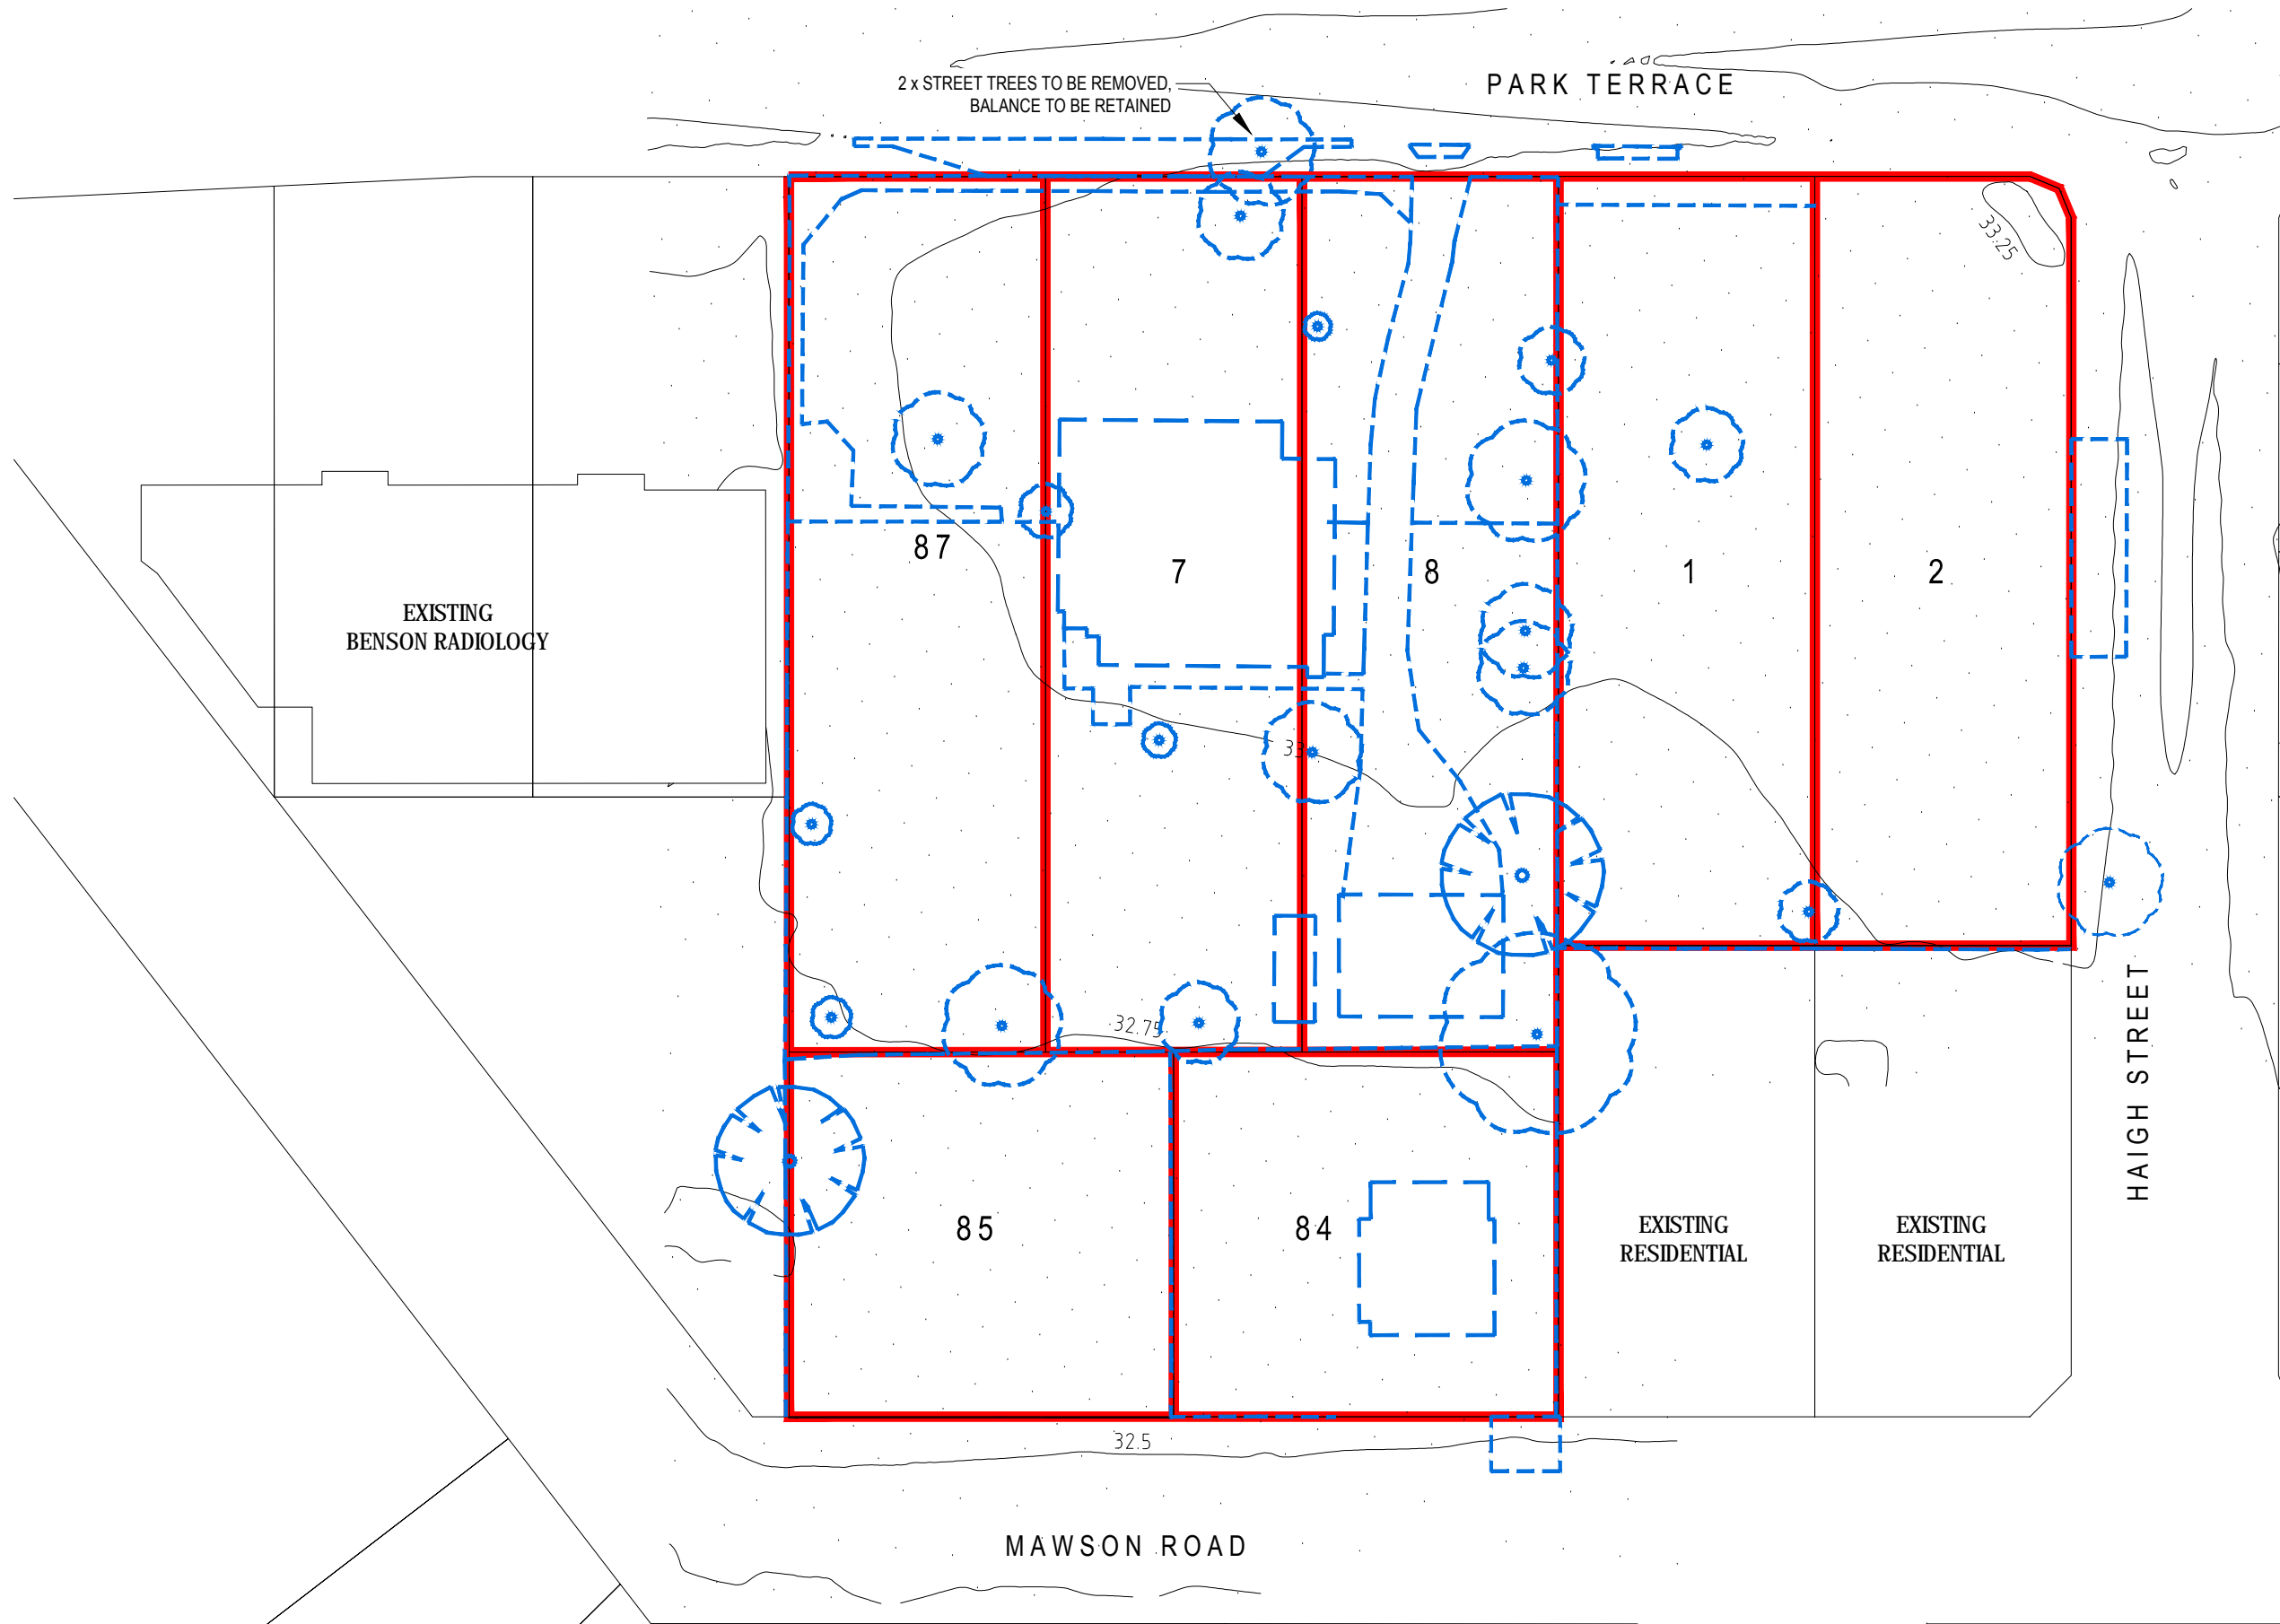 2 x STREET TREES TO BE REMOVED,
BALANCE TO BE RETAINED
PARK TERRACE
33.25
87
7
8
1
2
EXISTING
BENSON RADIOLOGY
32.75
HAIGH STREET
85
84
EXISTING
RESIDENTIAL
EXISTING
RESIDENTIAL
32.5
MAWSON ROAD